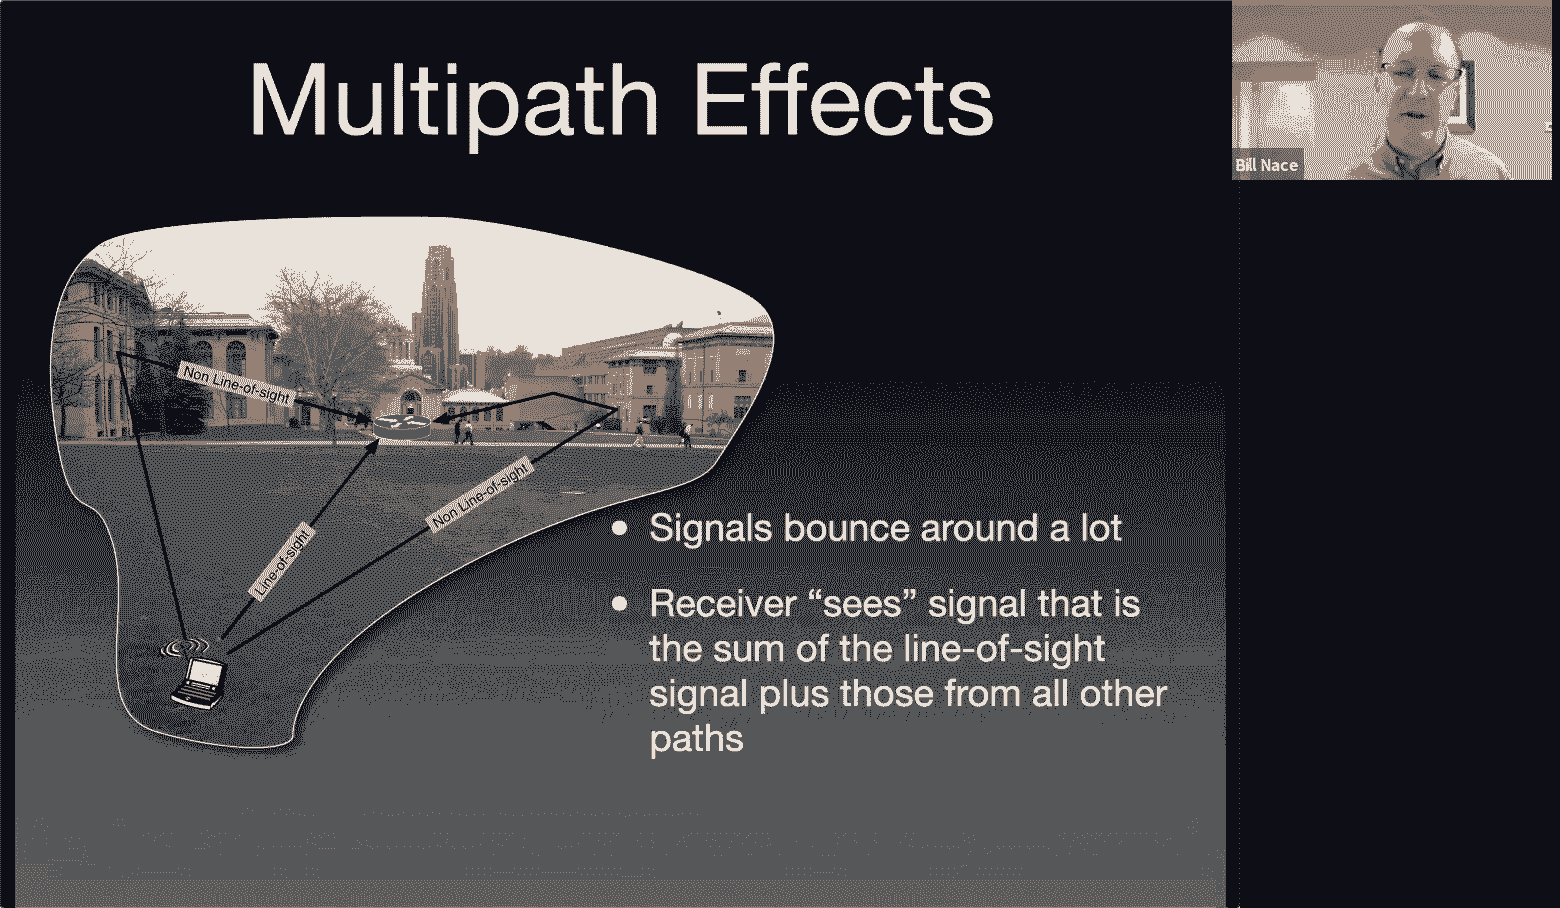 Multipath Effects
Bill Nace
Non Line-of-sight
Non Line-of-sight
Line-of-sight
• Signals bounce around a lot
• Receiver “sees” signal that is
the sum of the line-of-sight
signal plus those from all other
paths